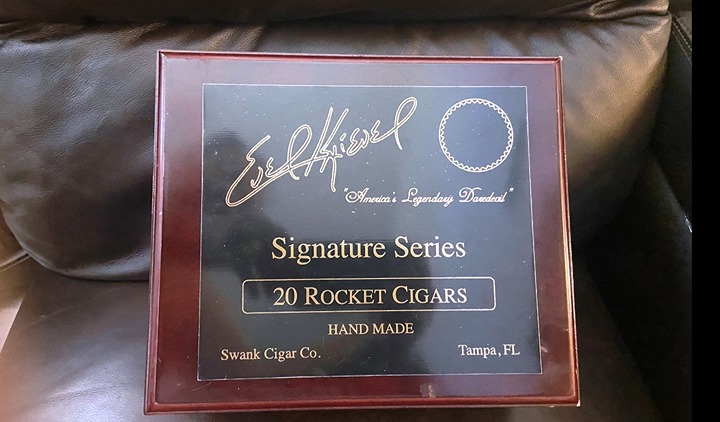 Evel Knievel
"America's Legendary Daredevil"
Signature Series
20 ROCKET CIGARS
HAND MADE
Swank Cigar Co. Tampa, FL